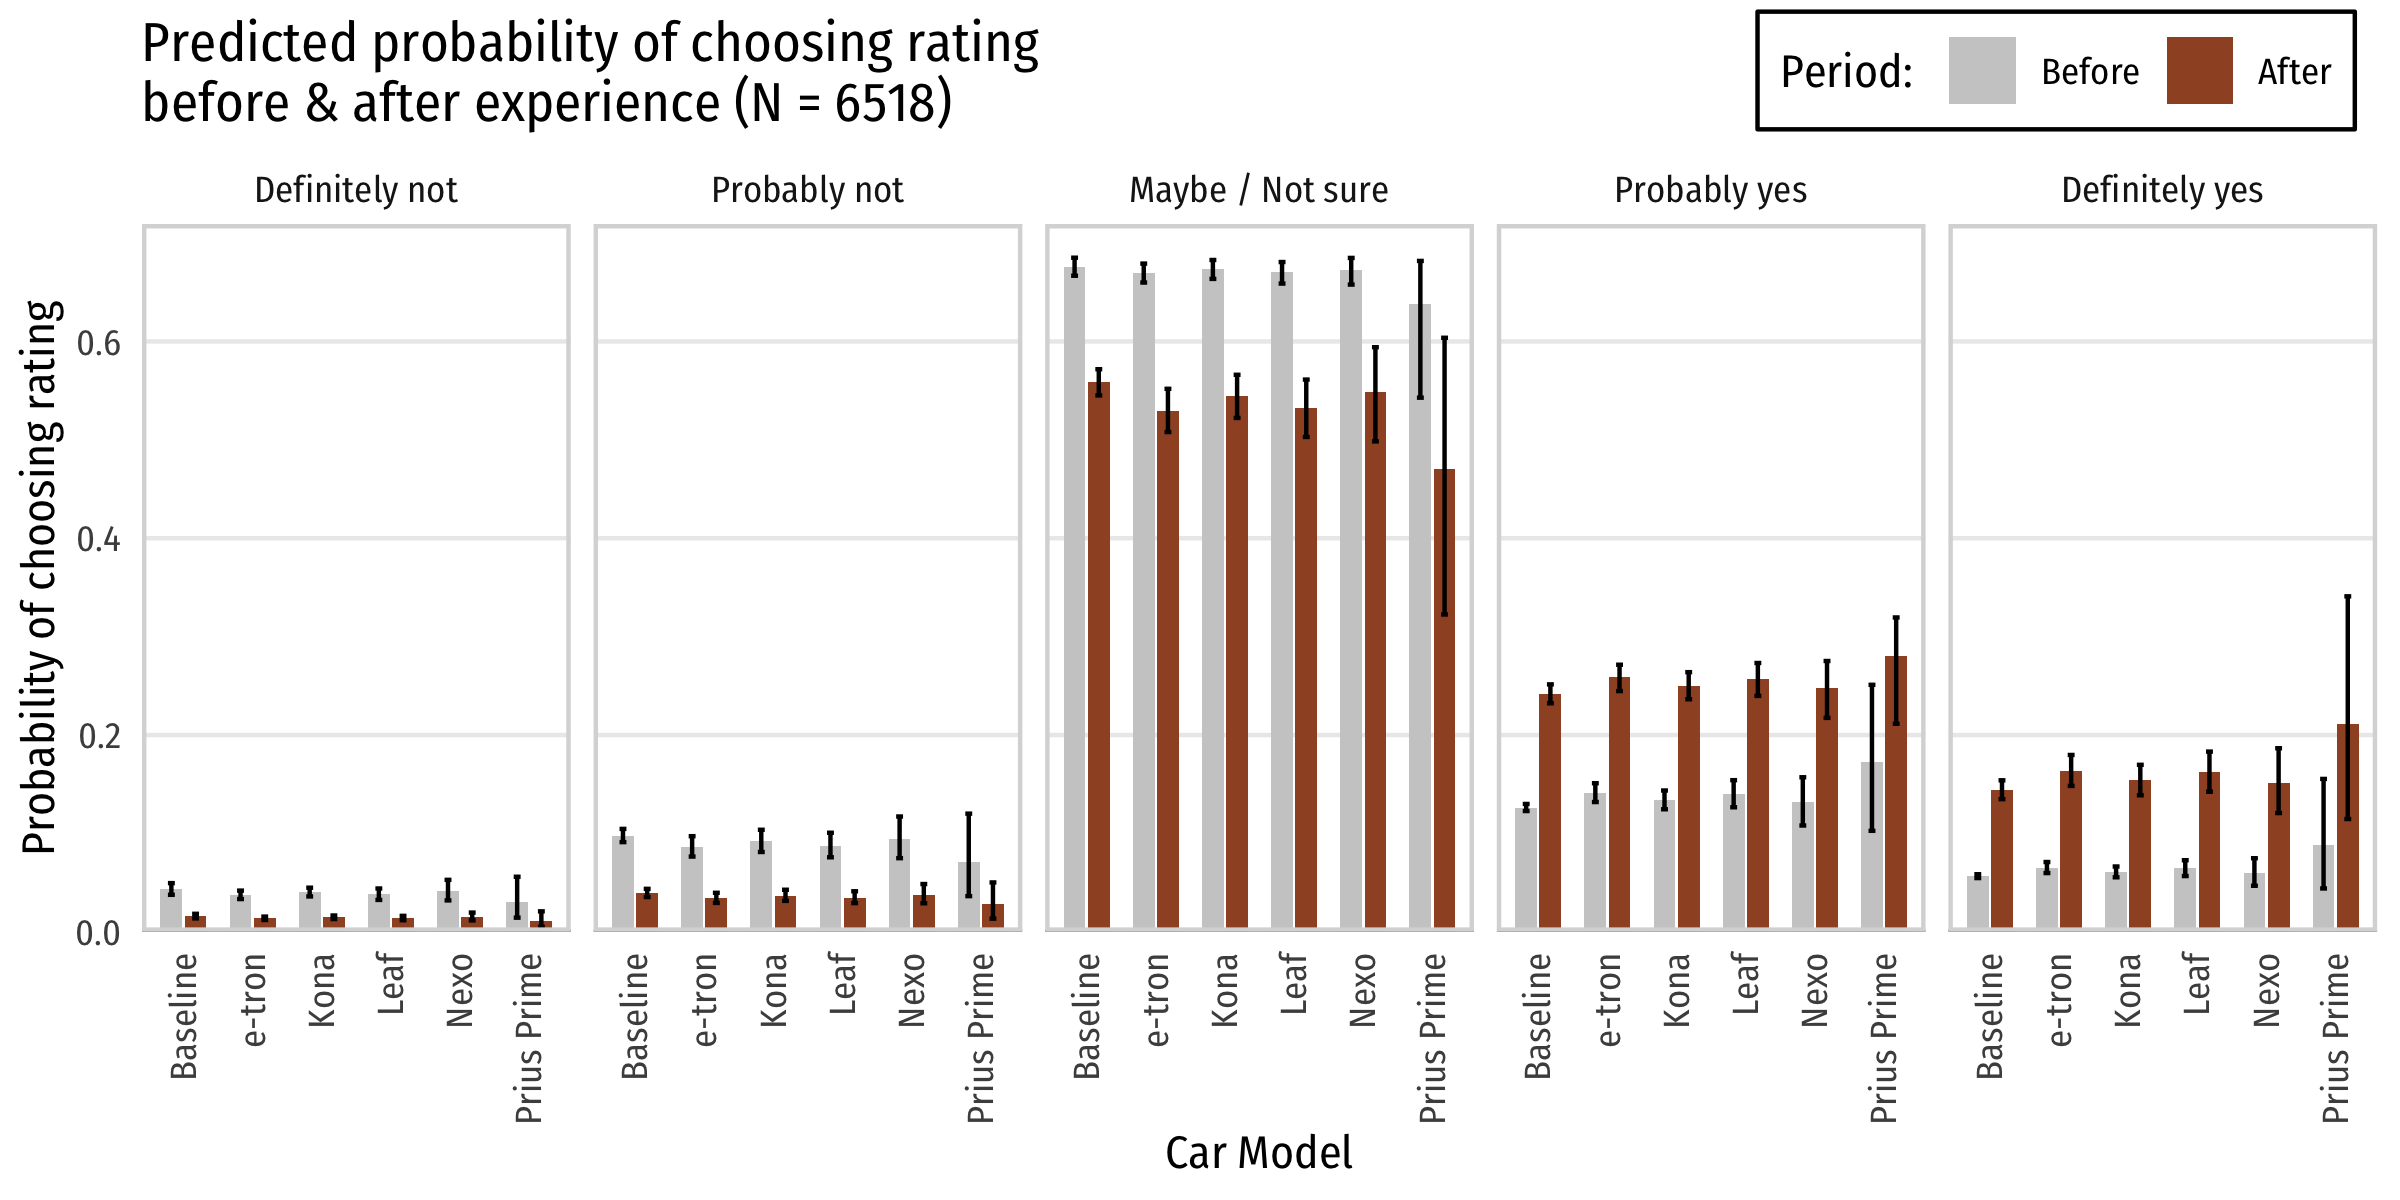 Predicted probability of choosing rating
before & after experience (N = 6518)
Period: Before After
Definitely not Probably not Maybe / Not sure Probably yes Definitely yes
Probability of choosing rating
0.6
0.4
0.2
0.0
Baseline e-tron Kona Leaf Nexo Prius Prime Baseline e-tron Kona Leaf Nexo Prius Prime Baseline e-tron Kona Leaf Nexo Prius Prime Baseline e-tron Kona Leaf Nexo Prius Prime Baseline e-tron Kona Leaf Nexo Prius Prime
Car Model